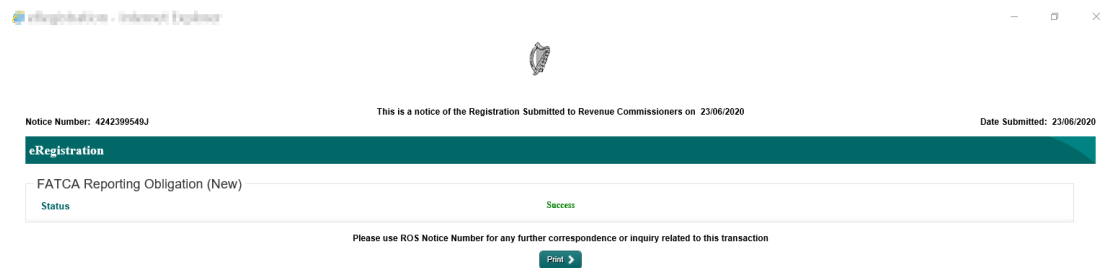 This is a notice of the Registration Submitted to Revenue Commissioners on 23/06/2020
Notice Number: 4242399549J
Date Submitted: 23/06/2020
eRegistration
FATCA Reporting Obligation (New)
Status Success
Please use ROS Notice Number for any further correspondence or inquiry related to this transaction
Print